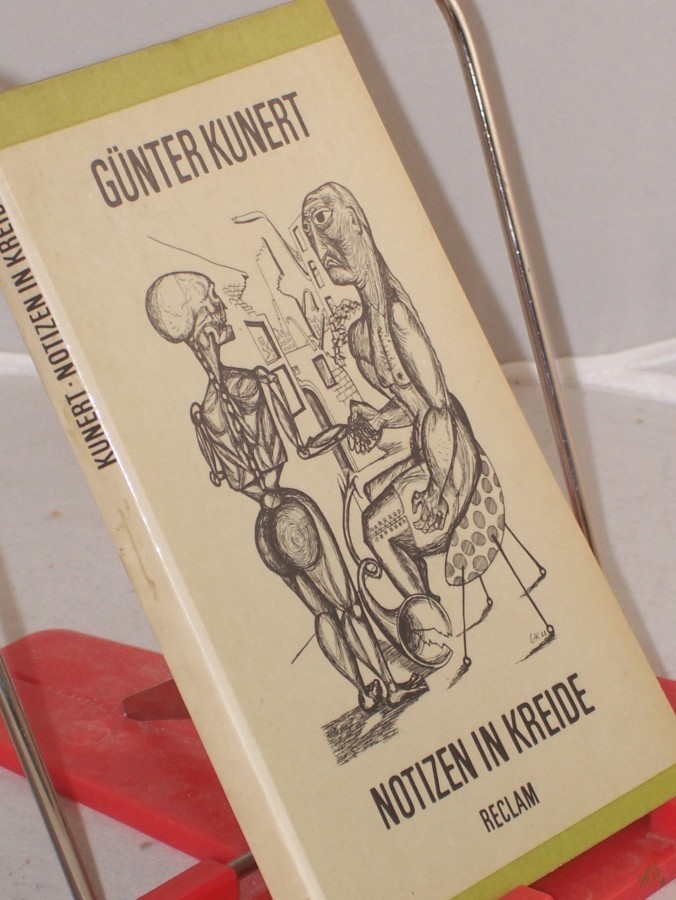 GÜNTER KUNERT
KUNERT · NOTIZEN IN KREIDE
NOTIZEN IN KREIDE
RECLAM